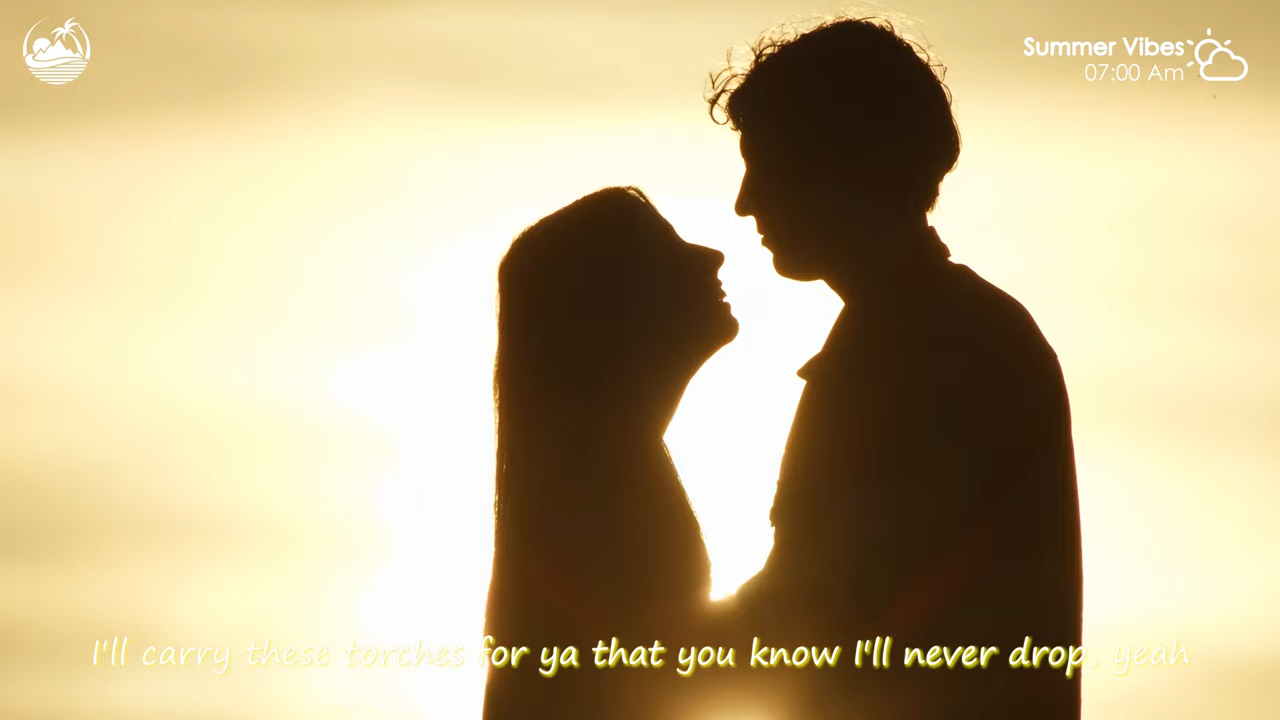 Summer Vibes
07:00 Am
I'll carry these torches for ya that you know I'll never drop, yeah